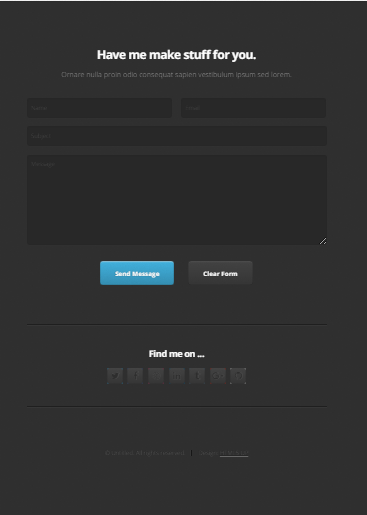 Have me make stuff for you.
Ornare nulla proin odio consequat sapien vestibulum ipsum sed lorem.
Name
Email
Subject
Message
Send Message
Clear Form
Find me on ...